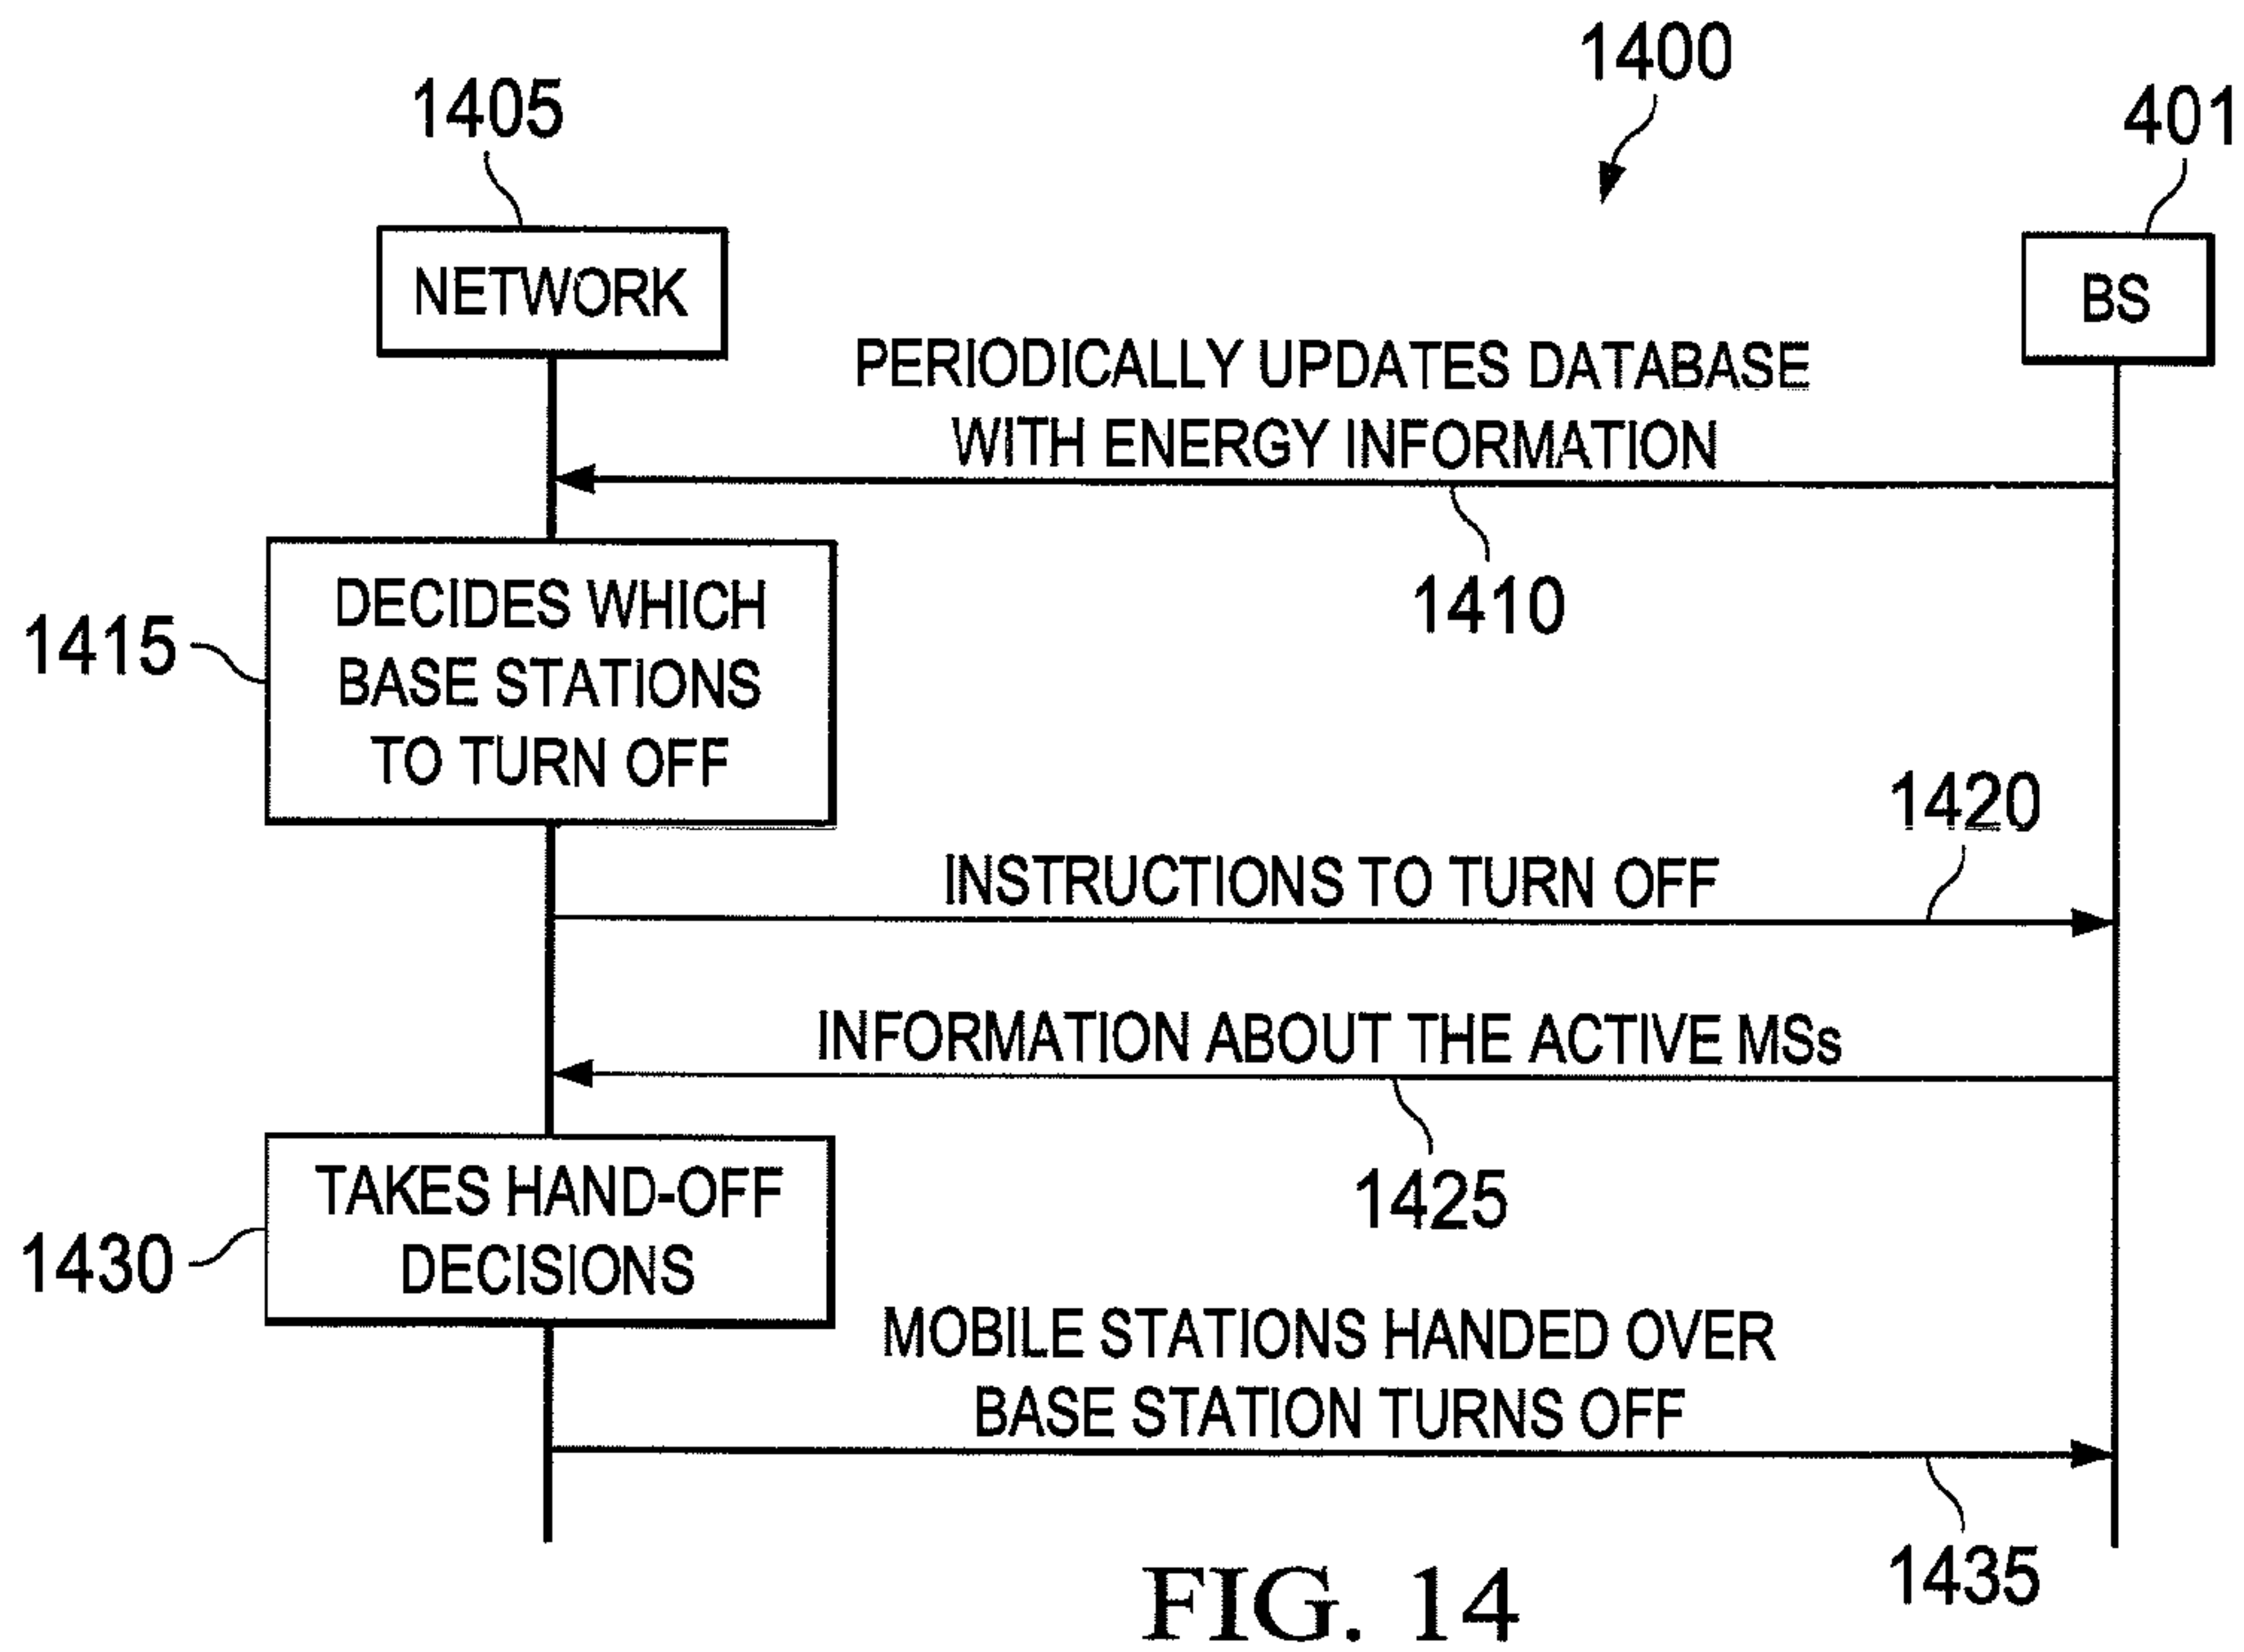 1400
1405
401
NETWORK
BS
PERIODICALLY UPDATES DATABASE
WITH ENERGY INFORMATION
1410
1415
DECIDES WHICH
BASE STATIONS
TO TURN OFF
1420
INSTRUCTIONS TO TURN OFF
INFORMATION ABOUT THE ACTIVE MSs
1425
1430
TAKES HAND-OFF
DECISIONS
MOBILE STATIONS HANDED OVER
BASE STATION TURNS OFF
1435
FIG. 14